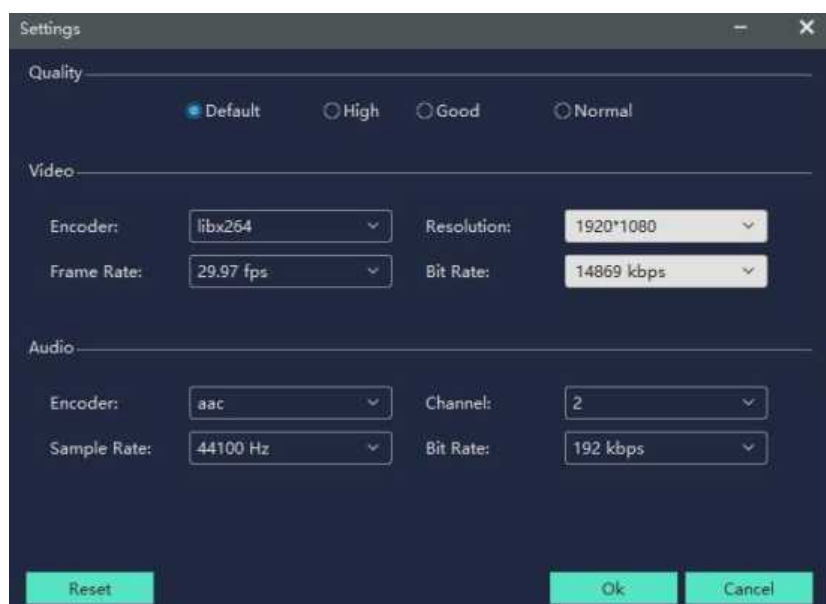 Settings
Quality
Default High Good Normal
Video
Encoder: libx264 Resolution: 1920*1080
Frame Rate: 29.97 fps Bit Rate: 14869 kbps
Audio
Encoder: aac Channel: 2
Sample Rate: 44100 Hz Bit Rate: 192 kbps
Reset Ok Cancel